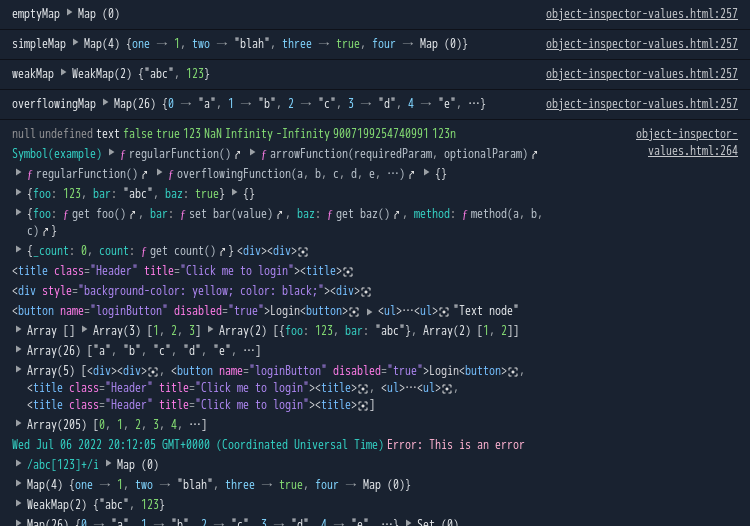 emptyMap ▶ Map (0) object-inspector-values.html:257
simpleMap ▶ Map(4) {one → 1, two → "blah", three → true, four → Map (0)} object-inspector-values.html:257
weakMap ▶ WeakMap(2) {"abc", 123} object-inspector-values.html:257
overflowingMap ▶ Map(26) {0 → "a", 1 → "b", 2 → "c", 3 → "d", 4 → "e", …} object-inspector-values.html:257
null undefined text false true 123 NaN Infinity -Infinity 9007199254740991 123n object-inspector-
Symbol(example) ▶ ƒ regularFunction() ▶ ƒ arrowFunction(requiredParam, optionalParam) values.html:264
▶ ƒ regularFunction() ▶ ƒ overflowingFunction(a, b, c, d, e, …) ▶ {}
▶ {foo: 123, bar: "abc", baz: true} ▶ {}
▶ {foo: ƒ get foo(), bar: ƒ set bar(value), baz: ƒ get baz(), method: ƒ method(a, b,
c)}
▶ {_count: 0, count: ƒ get count()} <div><div>
<title class="Header" title="Click me to login"><title>
<div style="background-color: yellow; color: black;"><div>
<button name="loginButton" disabled="true">Login<button> ▶ <ul>…<ul> "Text node"
▶ Array [] ▶ Array(3) [1, 2, 3] ▶ Array(2) [{foo: 123, bar: "abc"}, Array(2) [1, 2]]
▶ Array(26) ["a", "b", "c", "d", "e", …]
▶ Array(5) [<div><div>, <button name="loginButton" disabled="true">Login<button>,
<title class="Header" title="Click me to login"><title>, <ul>…<ul>,
<title class="Header" title="Click me to login"><title>]
▶ Array(205) [0, 1, 2, 3, 4, …]
Wed Jul 06 2022 20:12:05 GMT+0000 (Coordinated Universal Time) Error: This is an error
▶ /abc[123]+/i ▶ Map (0)
▶ Map(4) {one → 1, two → "blah", three → true, four → Map (0)}
▶ WeakMap(2) {"abc", 123}
▶ Map(26) {0 → "a", 1 → "b", 2 → "c", 3 → "d", 4 → "e", …} ▶ Set (0)